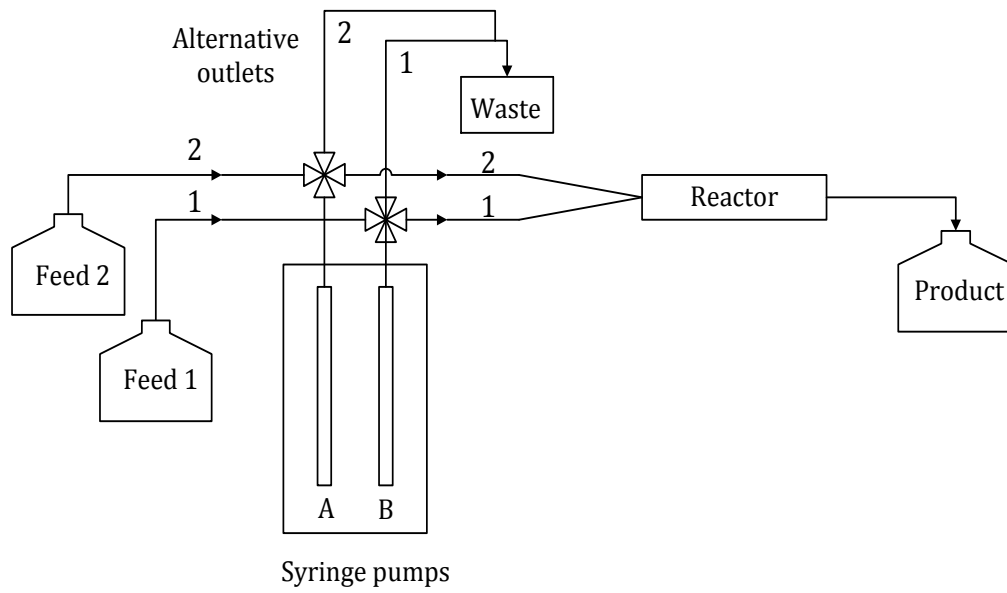 2
Alternative
outlets
1
Waste
2
2
1
1
Reactor
Feed 2
Product
Feed 1
A
B
Syringe pumps